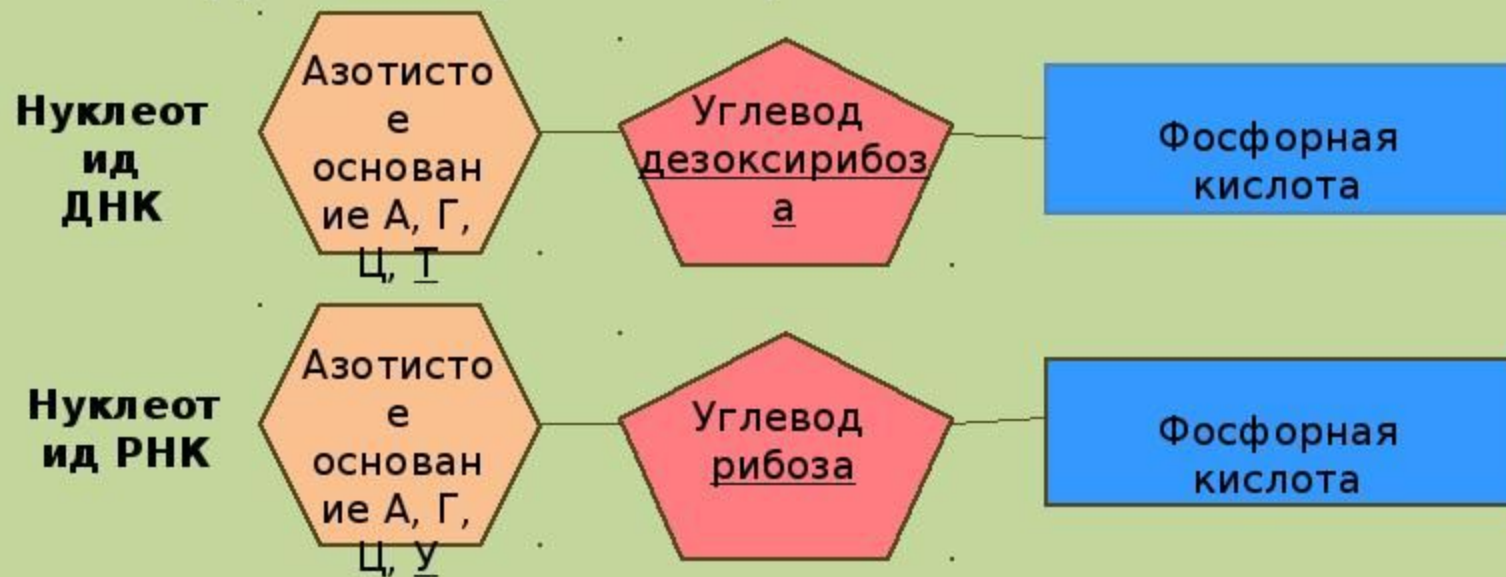 Нуклеот
ид
ДНК
Азотисто
е
основан
ие А, Г,
Ц, Т
Углевод
дезоксирибоз
а
Фосфорная
кислота
Нуклеот
ид РНК
Азотисто
е
основан
ие А, Г,
Ц, У
Углевод
рибоза
Фосфорная
кислота